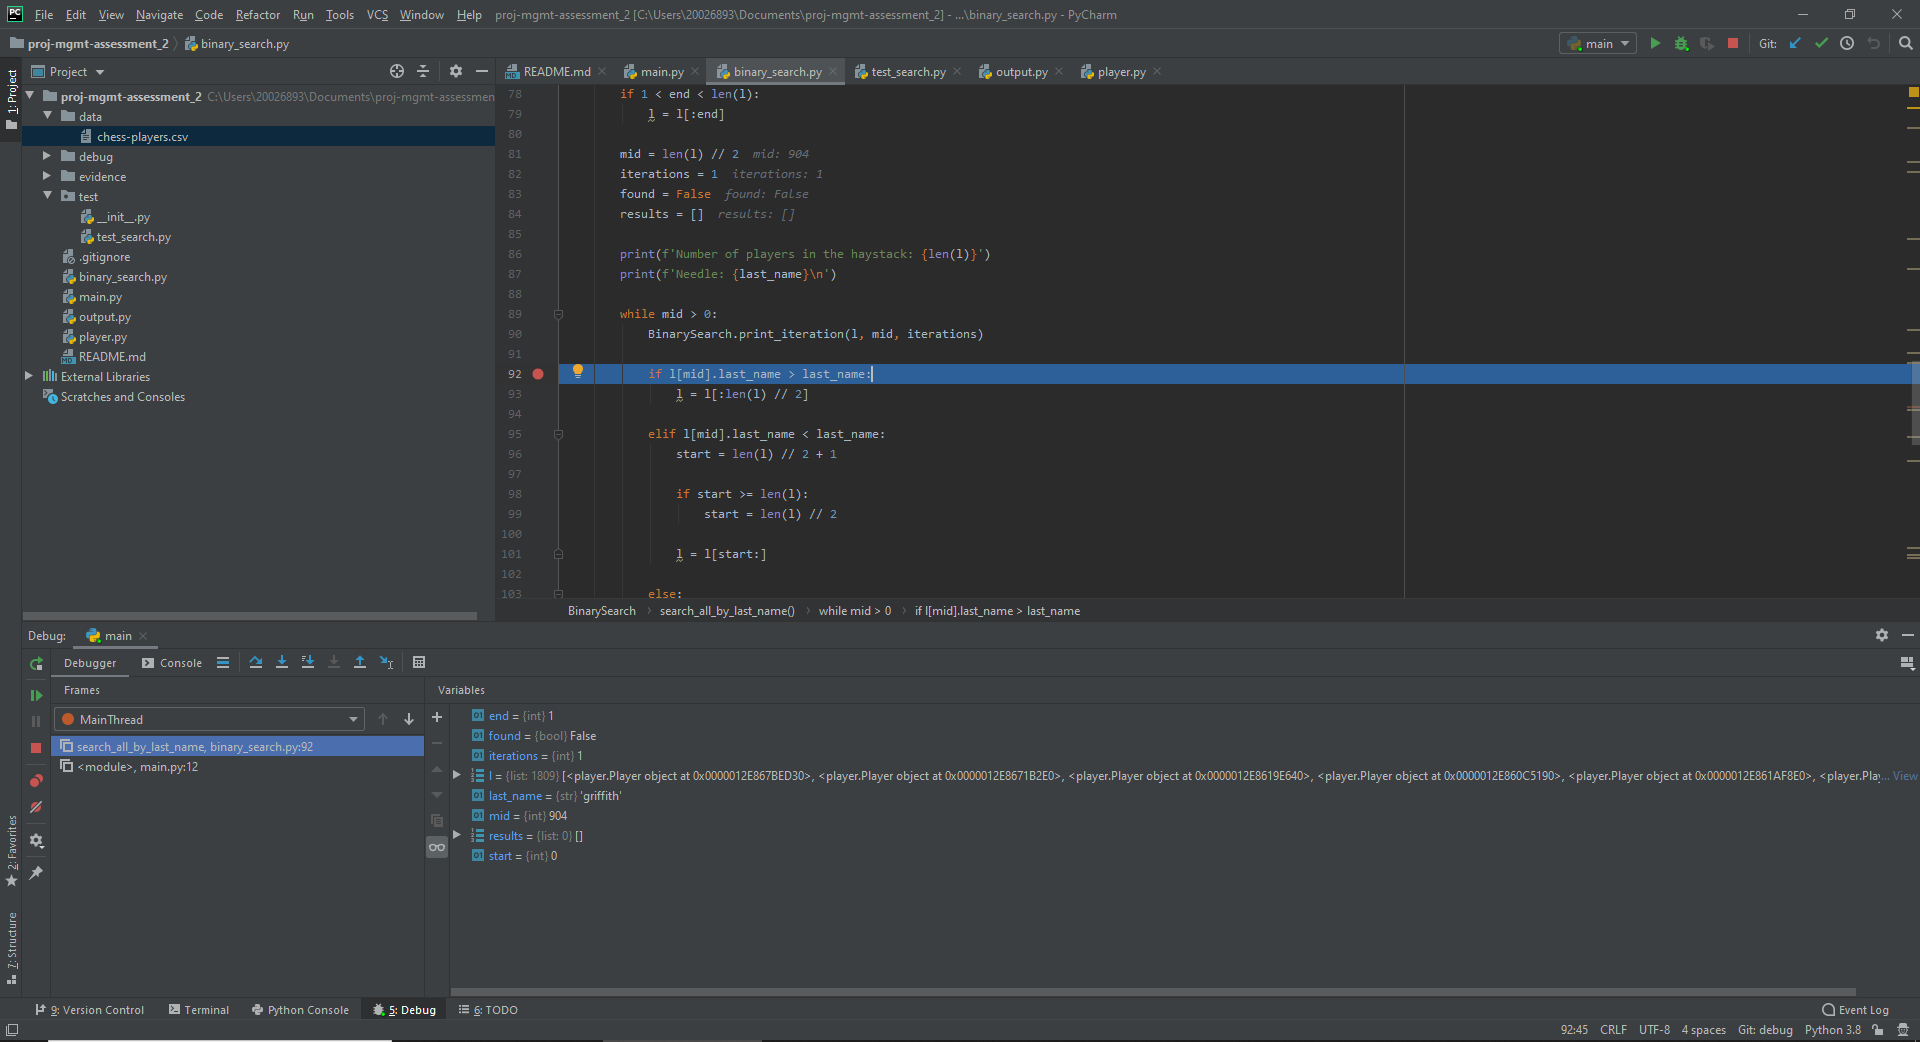 PC File Edit View Navigate Code Refactor Run Tools VCS Window Help proj-mgmt-assessment_2 [C:\Users\20026893\Documents\proj-mgmt-assessment_2] - ...\binary_search.py - PyCharm
proj-mgmt-assessment_2 binary_search.py main Git:
1: Project
Project
README.md main.py binary_search.py test_search.py output.py player.py
proj-mgmt-assessment_2 C:\Users\20026893\Documents\proj-mgmt-assessmen
data
chess-players.csv
debug
evidence
test
__init__.py
test_search.py
.gitignore
binary_search.py
main.py
output.py
player.py
README.md
External Libraries
Scratches and Consoles
78 if 1 < end < len(l):
79 l = l[:end]
80
81 mid = len(l) // 2 mid: 904
82 iterations = 1 iterations: 1
83 found = False found: False
84 results = [] results: []
85
86 print(f'Number of players in the haystack: {len(l)}')
87 print(f'Needle: {last_name}\n')
88
89 while mid > 0:
90 BinarySearch.print_iteration(l, mid, iterations)
91
92 if l[mid].last_name > last_name:
93 l = l[:len(l) // 2]
94
95 elif l[mid].last_name < last_name:
96 start = len(l) // 2 + 1
97
98 if start >= len(l):
99 start = len(l) // 2
100
101 l = l[start:]
102
103 else:
BinarySearch search_all_by_last_name() while mid > 0 if l[mid].last_name > last_name
Debug: main
Debugger Console
Frames
MainThread
search_all_by_last_name, binary_search.py:92
<module>, main.py:12
Variables
end = {int} 1
found = {bool} False
iterations = {int} 1
l = {list: 1809} [<player.Player object at 0x0000012E867BED30>, <player.Player object at 0x0000012E8671B2E0>, <player.Player object at 0x0000012E8619E640>, <player.Player object at 0x0000012E860C5190>, <player.Player object at 0x0000012E861AF8E0>, <player.Pla... View
last_name = {str} 'griffith'
mid = {int} 904
results = {list: 0} []
start = {int} 0
2: Favorites
7: Structure
9: Version Control Terminal Python Console 5: Debug 6: TODO Event Log
92:45 CRLF UTF-8 4 spaces Git: debug Python 3.8